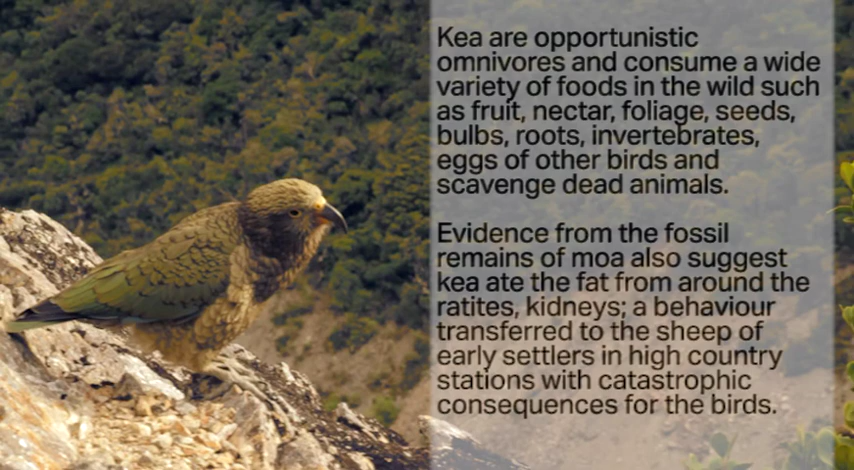 Kea are opportunistic
omnivores and consume a wide
variety of foods in the wild such
as fruit, nectar, foliage, seeds,
bulbs, roots, invertebrates,
eggs of other birds and
scavenge dead animals.
Evidence from the fossil
remains of moa also suggest
kea ate the fat from around the
ratites, kidneys; a behaviour
transferred to the sheep of
early settlers in high country
stations with catastrophic
consequences for the birds.